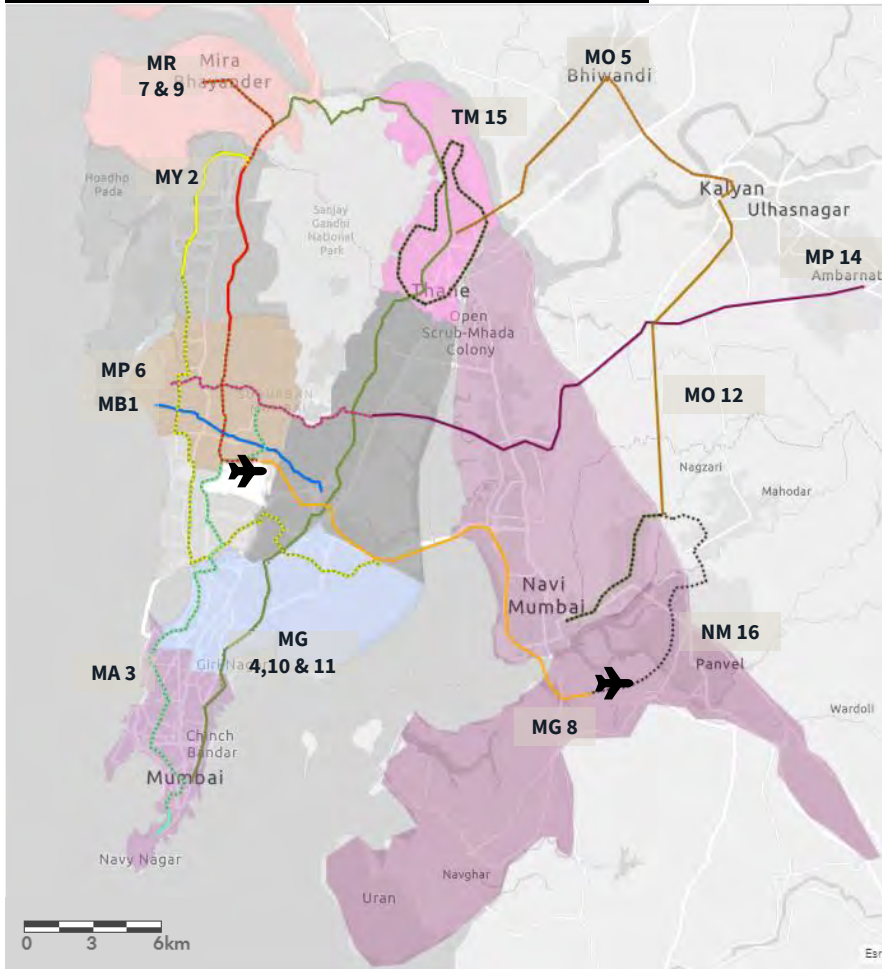 MR
7 & 9
Mira
Bhayander
MO 5
Bhiwandi
TM 15
MY 2
Hoadho
Pada
Sanjay
Gandhi
National
Park
Kalyan
Ulhasnagar
MP 14
Ambarnat
Thane
Open
Scrub-Mhada
Colony
MP 6
SUBURBAN
MB1
MO 12
Nagzari
Mahodar
Navi
Mumbai
NM 16
Panvel
MG
4,10 & 11
MA 3
MG 8
Wardoli
Chinch
Bandar
Mumbai
Navy Nagar
Navghar
Uran
0 3 6km
Esr